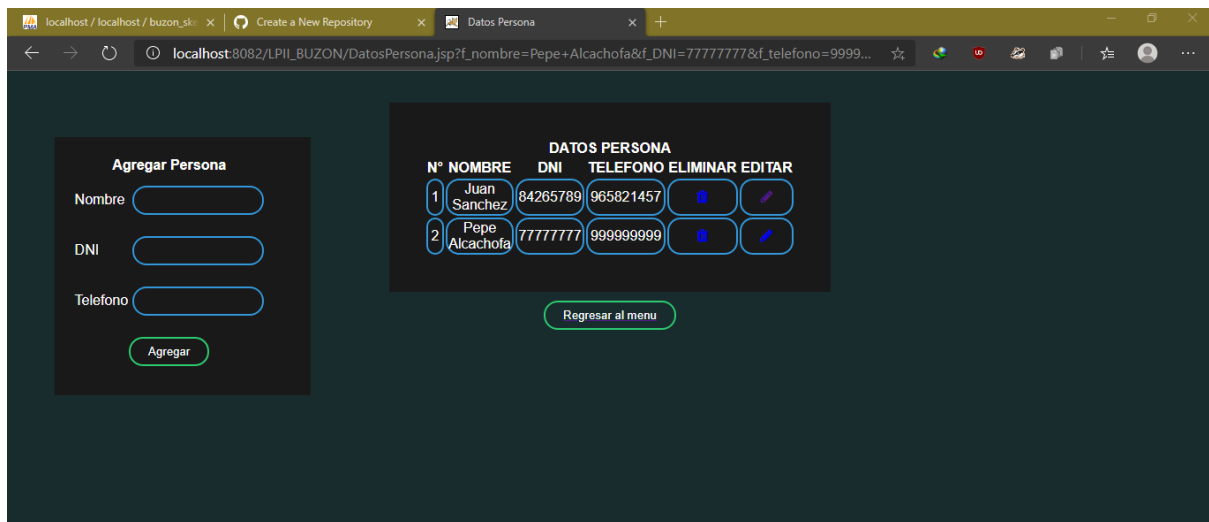 localhost / localhost / buzon_ske
Create a New Repository
Datos Persona
localhost:8082/LPII_BUZON/DatosPersona.jsp?f_nombre=Pepe+Alcachofa&f_DNI=77777777&f_telefono=9999...
Agregar Persona
Nombre
DNI
Telefono
Agregar
DATOS PERSONA
N° NOMBRE DNI TELEFONO ELIMINAR EDITAR
1 Juan Sanchez 84265789 965821457
2 Pepe Alcachofa 77777777 999999999
Regresar al menu